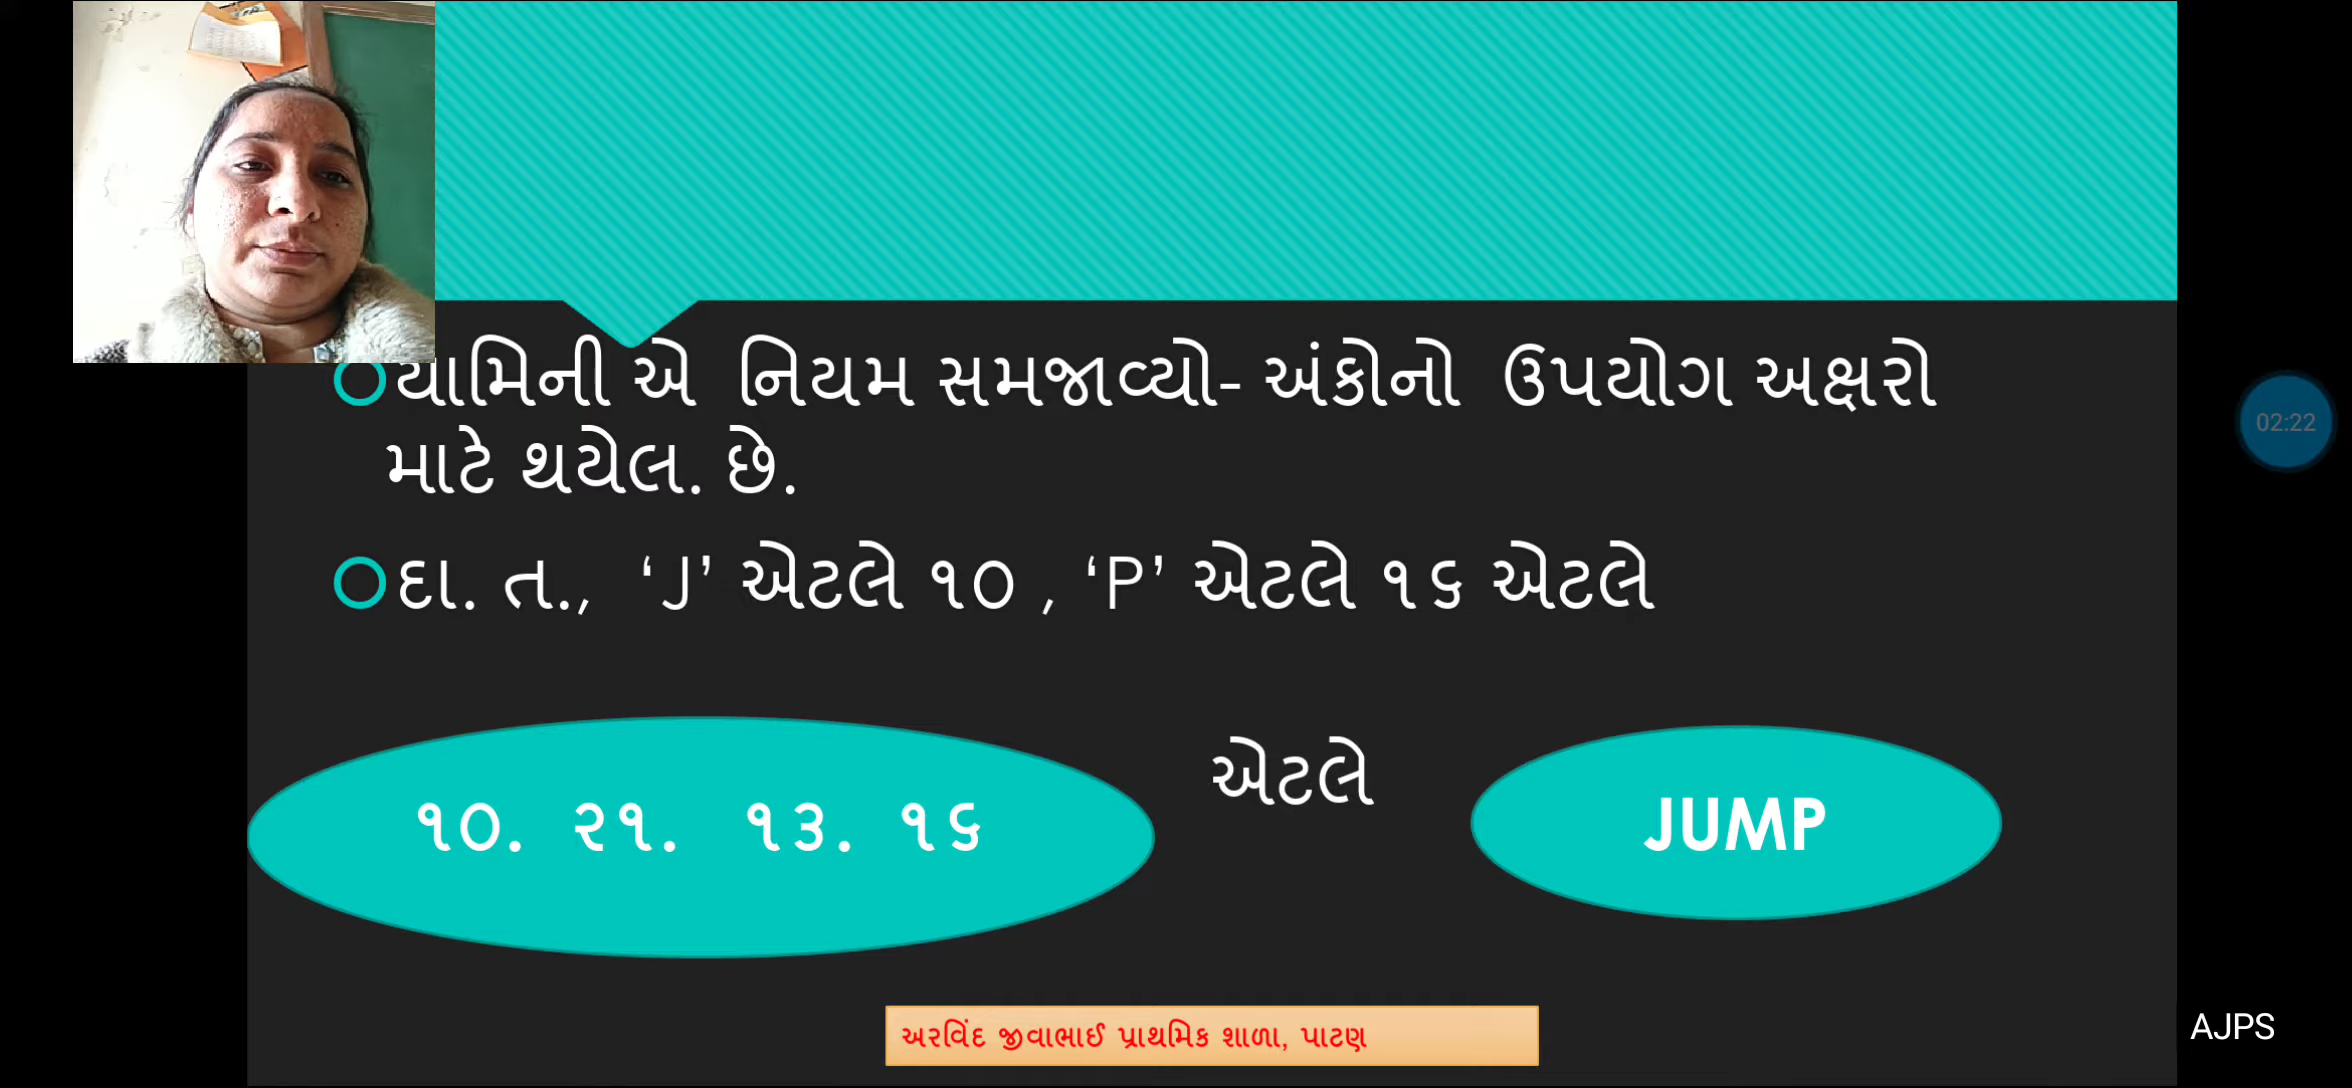 યામિની એ નિયમ સમજાવ્યો- અંકોનો ઉપયોગ અક્ષરો
માટે થયેલ. છે.
દા. ત., ‘J’ એટલે ૧૦ , ‘P’ એટલે ૧૬ એટલે
૧૦. ૨૧. ૧૩. ૧૬
એટલે
JUMP
અરવિંદ જીવાભાઈ પ્રાથમિક શાળા, પાટણ
02:22
AJPS